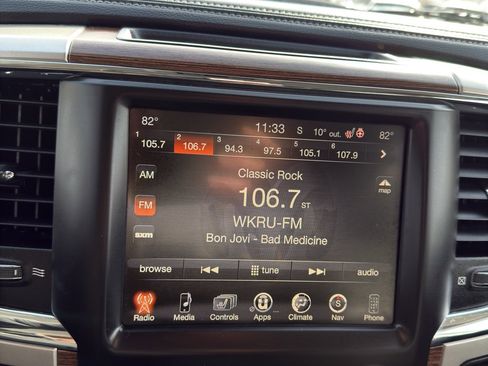 82° 11:33 S 10° out. 82°
1 105.7 2 106.7 3 94.3 4 97.5 5 105.1 6 107.9
AM Classic Rock
map
FM 106.7 ST
WKRU-FM
sxm Bon Jovi - Bad Medicine
browse tune audio
Radio Media Controls Apps Climate Nav Phone